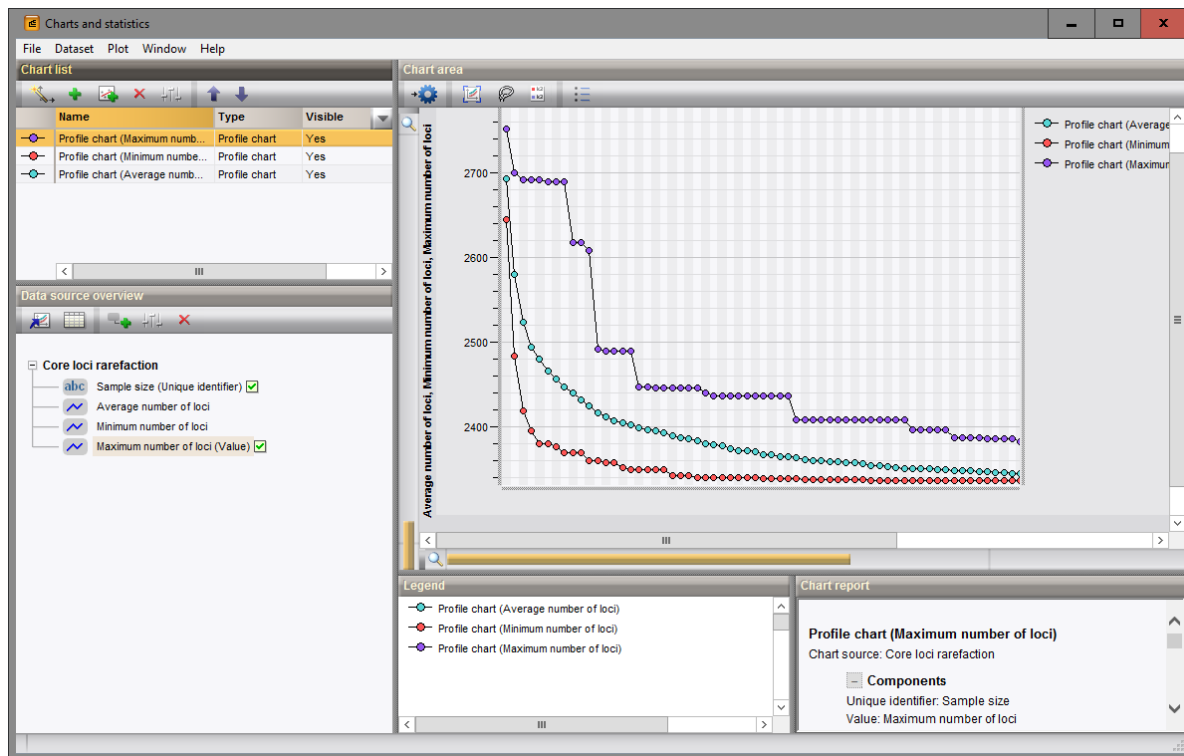 Charts and statistics
File Dataset Plot Window Help
Chart list
Name Type Visible
Profile chart (Maximum numb... Profile chart Yes
Profile chart (Minimum numbe... Profile chart Yes
Profile chart (Average numb... Profile chart Yes
Data source overview
Core loci rarefaction
abc Sample size (Unique identifier)
Average number of loci
Minimum number of loci
Maximum number of loci (Value)
Chart area
Average number of loci, Minimum number of loci, Maximum number of loci
2700
2600
2500
2400
Profile chart (Average
Profile chart (Minimum
Profile chart (Maximum
Legend
Profile chart (Average number of loci)
Profile chart (Minimum number of loci)
Profile chart (Maximum number of loci)
Chart report
Profile chart (Maximum number of loci)
Chart source: Core loci rarefaction
Components
Unique identifier: Sample size
Value: Maximum number of loci